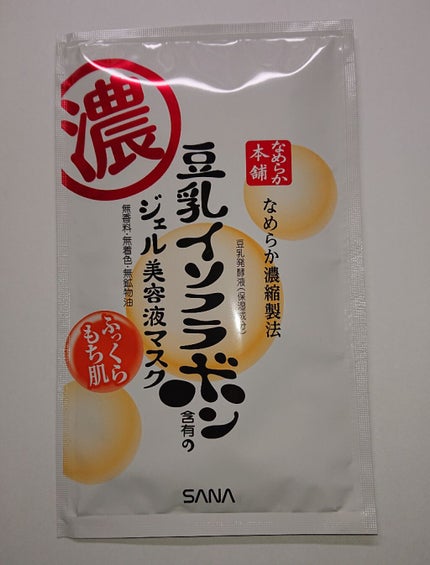 濃
なめらか
本舗
なめらか濃縮製法
豆乳発酵液(保湿成分)
豆乳イソフラボン
含有の
ジェル美容液マスク
無香料・無着色・無鉱物油
ふっくら
もち肌
SANA